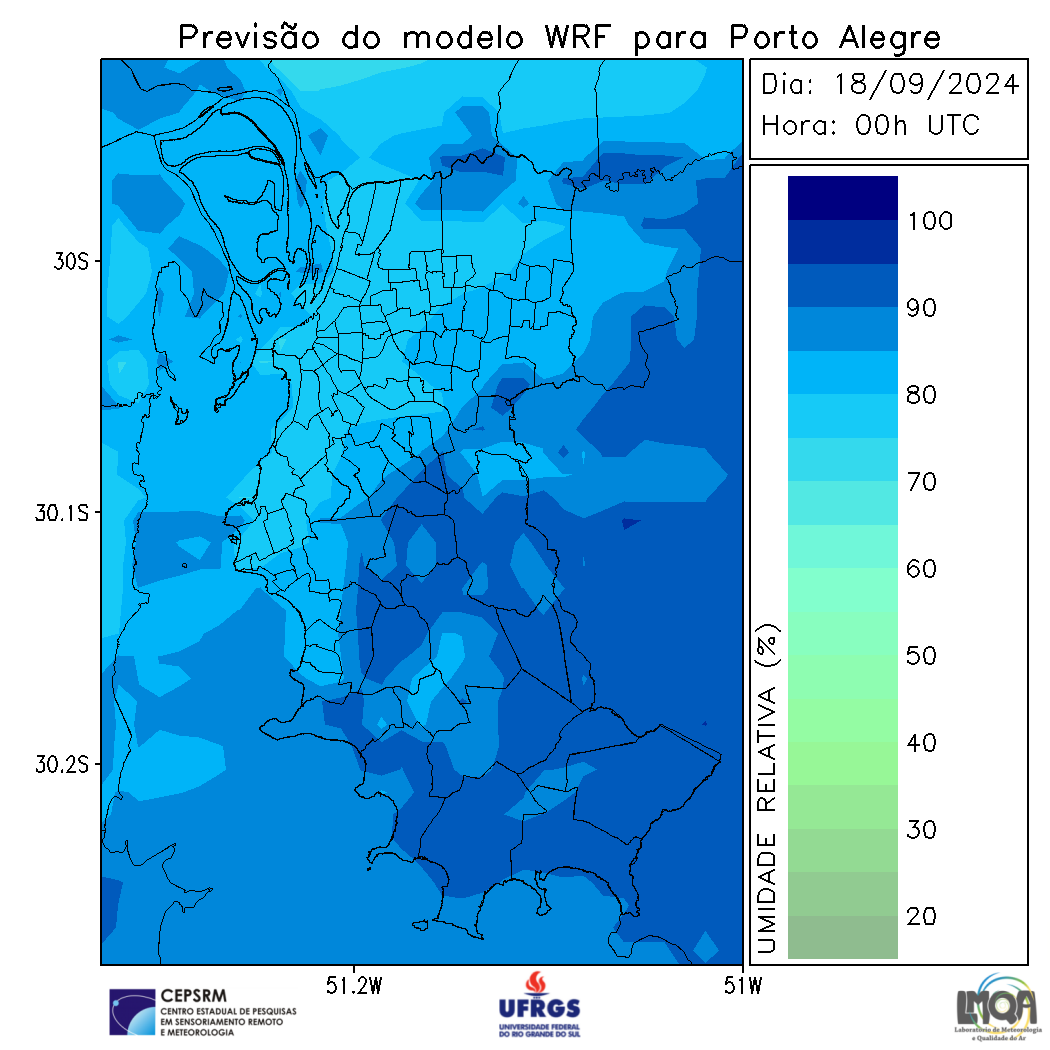 Previsão do modelo WRF para Porto Alegre
Dia: 18/09/2024
Hora: 00h UTC
30S
30.1S
30.2S
51.2W
51W
UMIDADE RELATIVA (%)
100
90
80
70
60
50
40
30
20
CEPSRM
CENTRO ESTADUAL DE PESQUISAS
EM SENSORIAMENTO REMOTO
E METEOROLOGIA
UFRGS
UNIVERSIDADE FEDERAL
DO RIO GRANDE DO SUL
LMQA
Laboratório de Meteorologia
e Qualidade do Ar